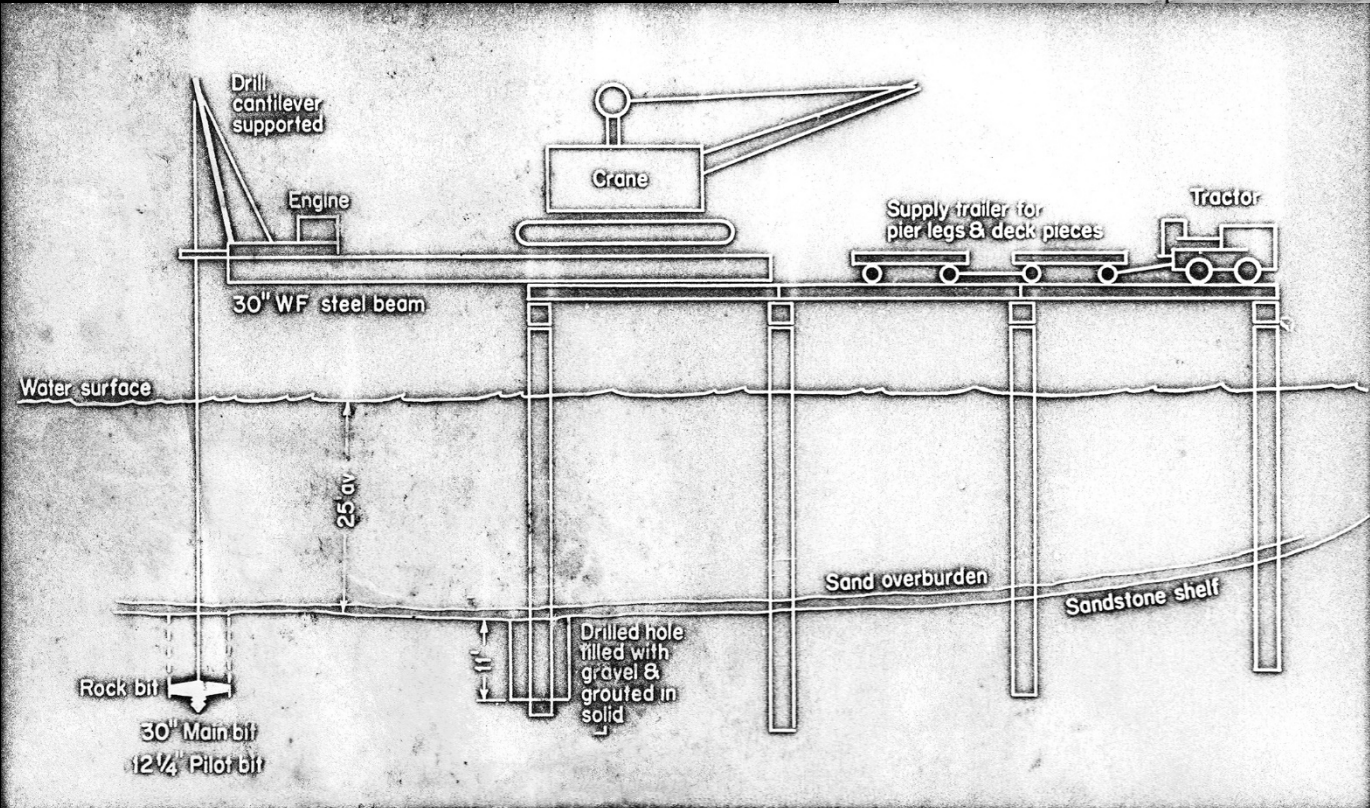 Drill
cantilever
supported
Engine
Crane
Supply trailer for
pier legs & deck pieces
Tractor
30" WF steel beam
Water surface
25' av
Sand overburden
Sandstone shelf
11'
Drilled hole
filled with
gravel &
grouted in
solid
Rock bit
30" Main bit
12 1/4" Pilot bit